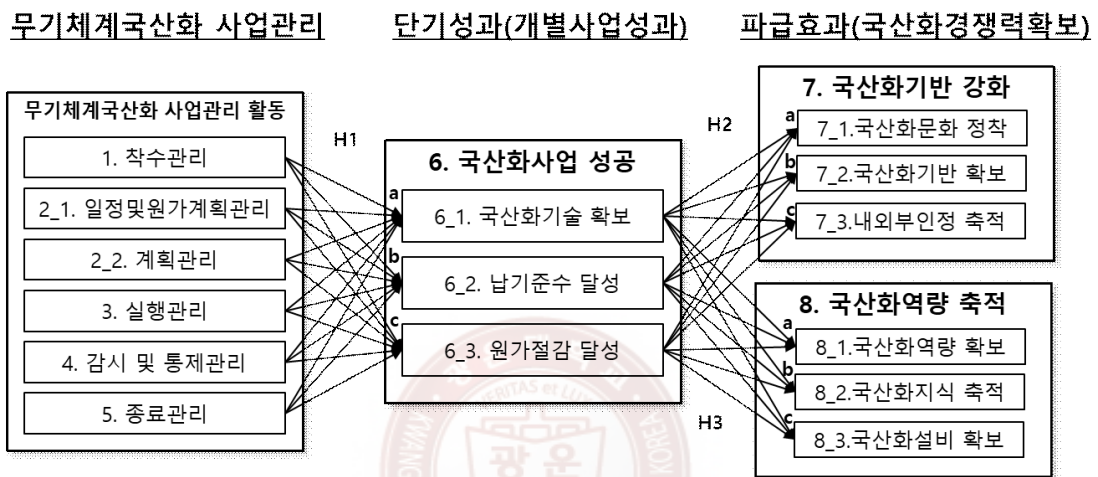 무기체계국산화 사업관리
단기성과(개별사업성과)
파급효과(국산화경쟁력확보)
무기체계국산화 사업관리 활동
1. 착수관리
2_1. 일정및원가계획관리
2_2. 계획관리
3. 실행관리
4. 감시 및 통제관리
5. 종료관리
H1
6. 국산화사업 성공
a
6_1. 국산화기술 확보
b
6_2. 납기준수 달성
c
6_3. 원가절감 달성
H2
7. 국산화기반 강화
a
7_1.국산화문화 정착
b
7_2.국산화기반 확보
c
7_3.내외부인정 축적
H3
8. 국산화역량 축적
a
8_1.국산화역량 확보
b
8_2.국산화지식 축적
c
8_3.국산화설비 확보
광운